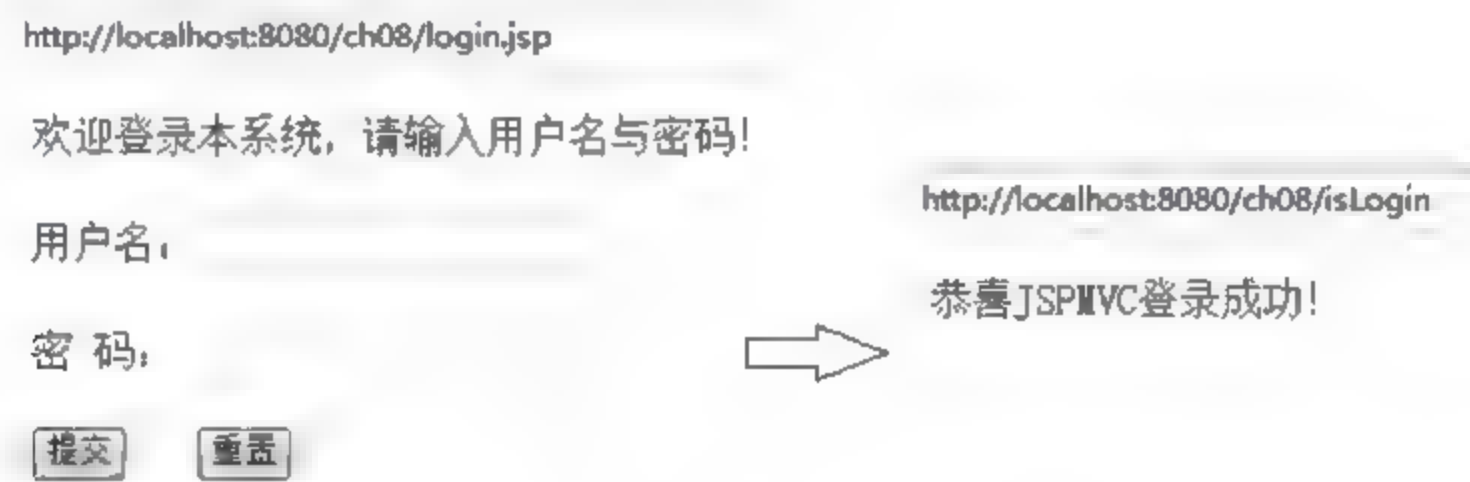 http://localhost:8080/ch08/login.jsp
欢迎登录本系统，请输入用户名与密码!
用户名：
密 码：
提交 重置
http://localhost:8080/ch08/isLogin
恭喜JSPMVC登录成功!